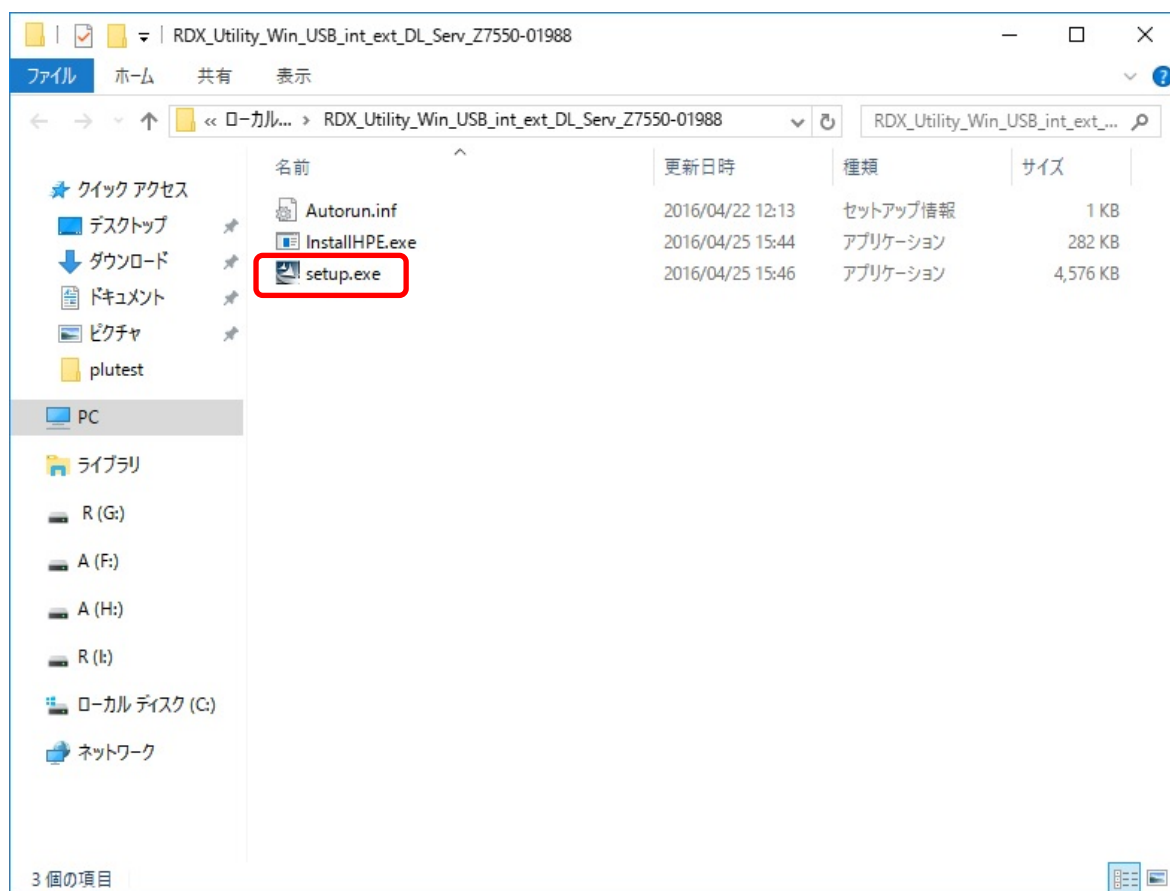 RDX_Utility_Win_USB_int_ext_DL_Serv_Z7550-01988
ファイル ホーム 共有 表示
« ローカル... › RDX_Utility_Win_USB_int_ext_DL_Serv_Z7550-01988
RDX_Utility_Win_USB_int_ext_...
名前 更新日時 種類 サイズ
Autorun.inf 2016/04/22 12:13 セットアップ情報 1 KB
InstallHPE.exe 2016/04/25 15:44 アプリケーション 282 KB
setup.exe 2016/04/25 15:46 アプリケーション 4,576 KB
クイック アクセス
デスクトップ
ダウンロード
ドキュメント
ピクチャ
plutest
PC
ライブラリ
R (G:)
A (F:)
A (H:)
R (I:)
ローカル ディスク (C:)
ネットワーク
3 個の項目